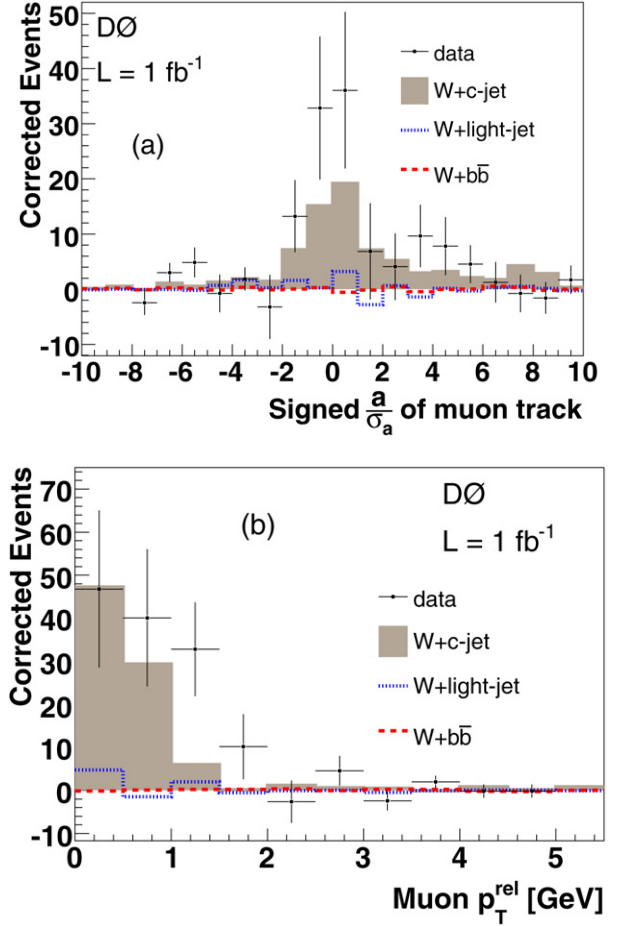 Corrected Events
50
40
30
20
10
0
-10
DØ
L = 1 fb⁻¹
(a)
data
W+c-jet
W+light-jet
W+bb̅
-10 -8 -6 -4 -2 0 2 4 6 8 10
Signed a/σₐ of muon track
Corrected Events
70
60
50
40
30
20
10
0
-10
(b)
DØ
L = 1 fb⁻¹
data
W+c-jet
W+light-jet
W+bb̅
0 1 2 3 4 5
Muon p_T^rel [GeV]